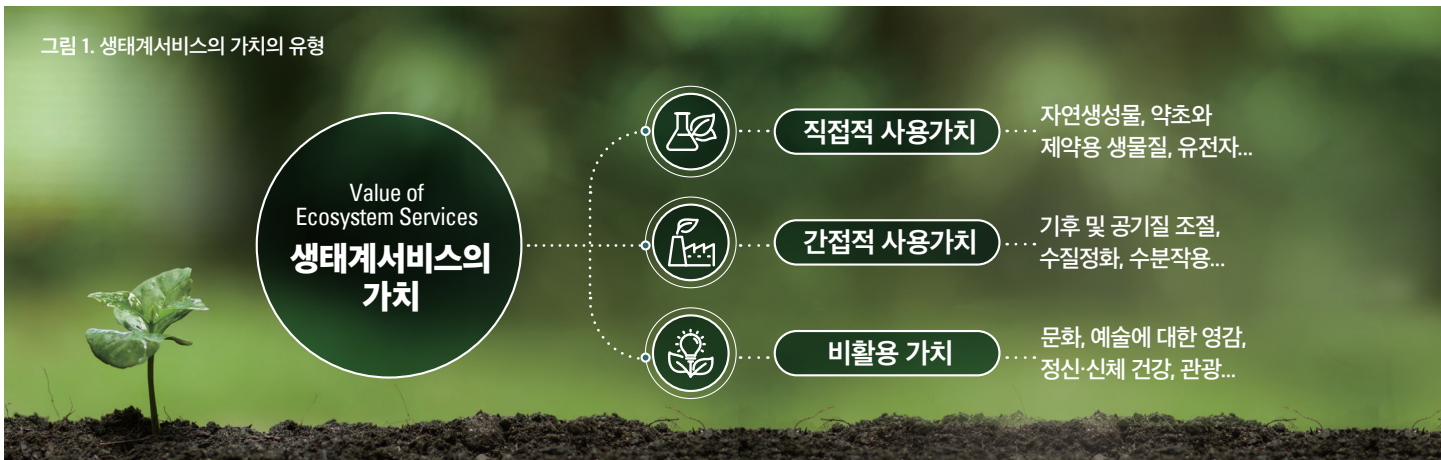 그림 1. 생태계서비스의 가치의 유형
Value of
Ecosystem Services
생태계서비스의
가치
직접적 사용가치
자연생성물, 약초와
제약용 생물질, 유전자...
간접적 사용가치
기후 및 공기질 조절,
수질정화, 수분작용...
비활용 가치
문화, 예술에 대한 영감,
정신·신체 건강, 관광...